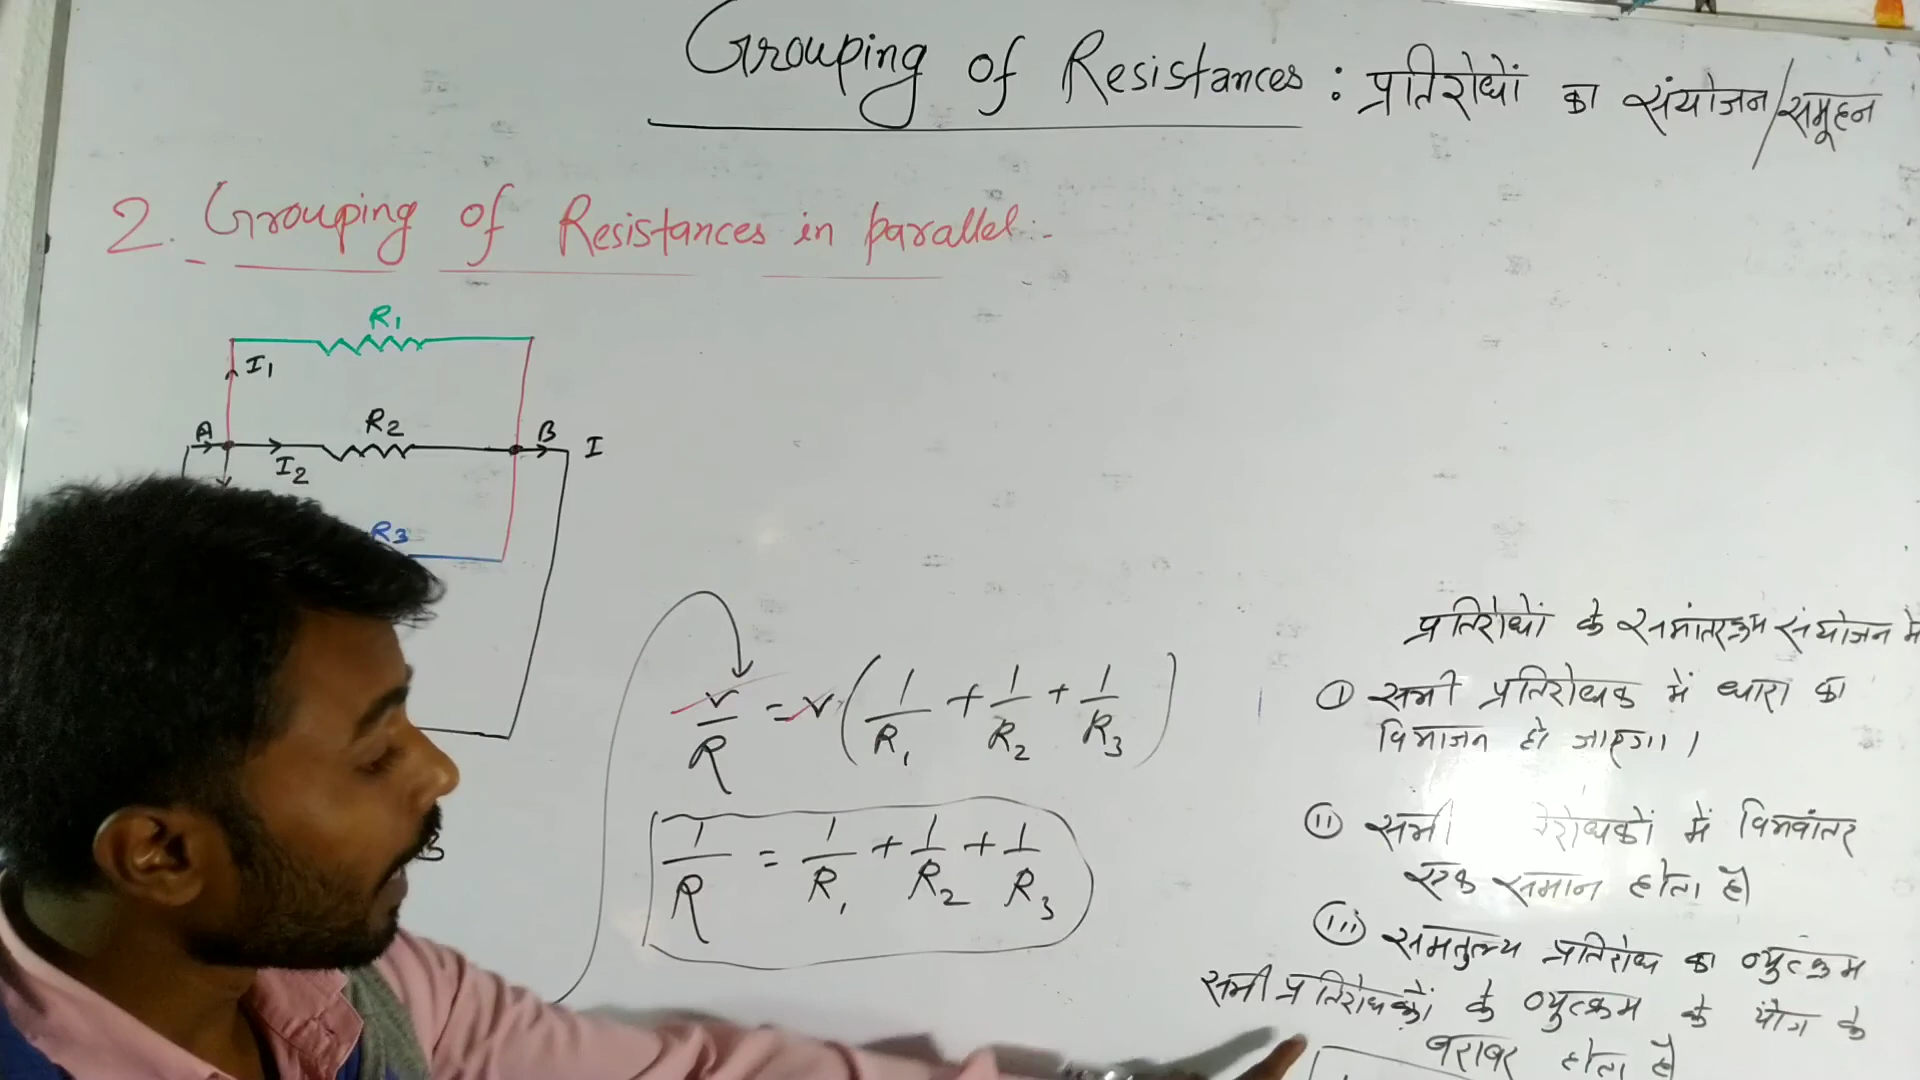 Grouping of Resistances : प्रतिरोधों का संयोजन/समूहन
2. Grouping of Resistances in parallel :-
R1
I1
A
R2
B
I
I2
R3
V/R = V(1/R1 + 1/R2 + 1/R3)
1/R = 1/R1 + 1/R2 + 1/R3
प्रतिरोधों के समांतरक्रम संयोजन में
(i) सभी प्रतिरोधक में धारा का
विभाजन हो जाएगा।
(ii) सभी रोधकों में विभवांतर
एक समान होता है
(iii) समतुल्य प्रतिरोध का व्युत्क्रम
सभी प्रतिरोधकों के व्युत्क्रम के योग के
बराबर होता है